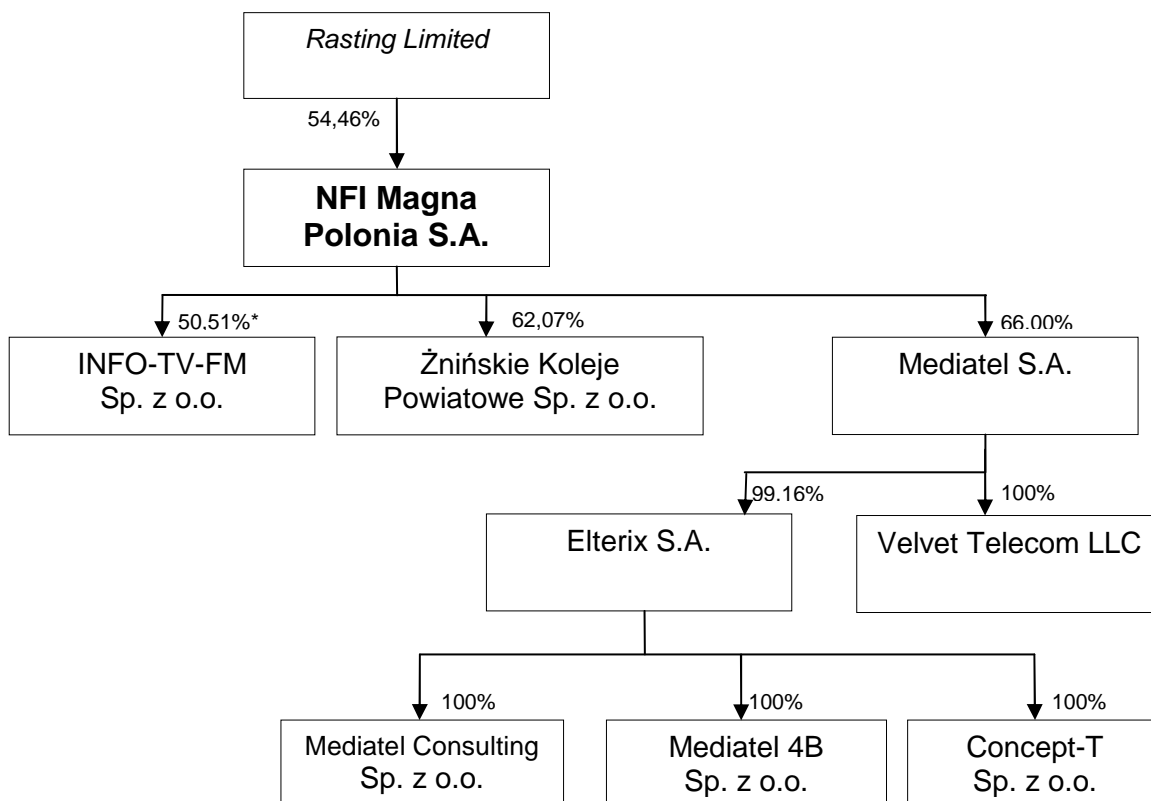 Rasting Limited
54,46%
NFI Magna
Polonia S.A.
50,51%*
62,07%
66.00%
INFO-TV-FM
Sp. z o.o.
Żnińskie Koleje
Powiatowe Sp. z o.o.
Mediatel S.A.
99.16%
100%
Elterix S.A.
Velvet Telecom LLC
100%
100%
100%
Mediatel Consulting
Sp. z o.o.
Mediatel 4B
Sp. z o.o.
Concept-T
Sp. z o.o.